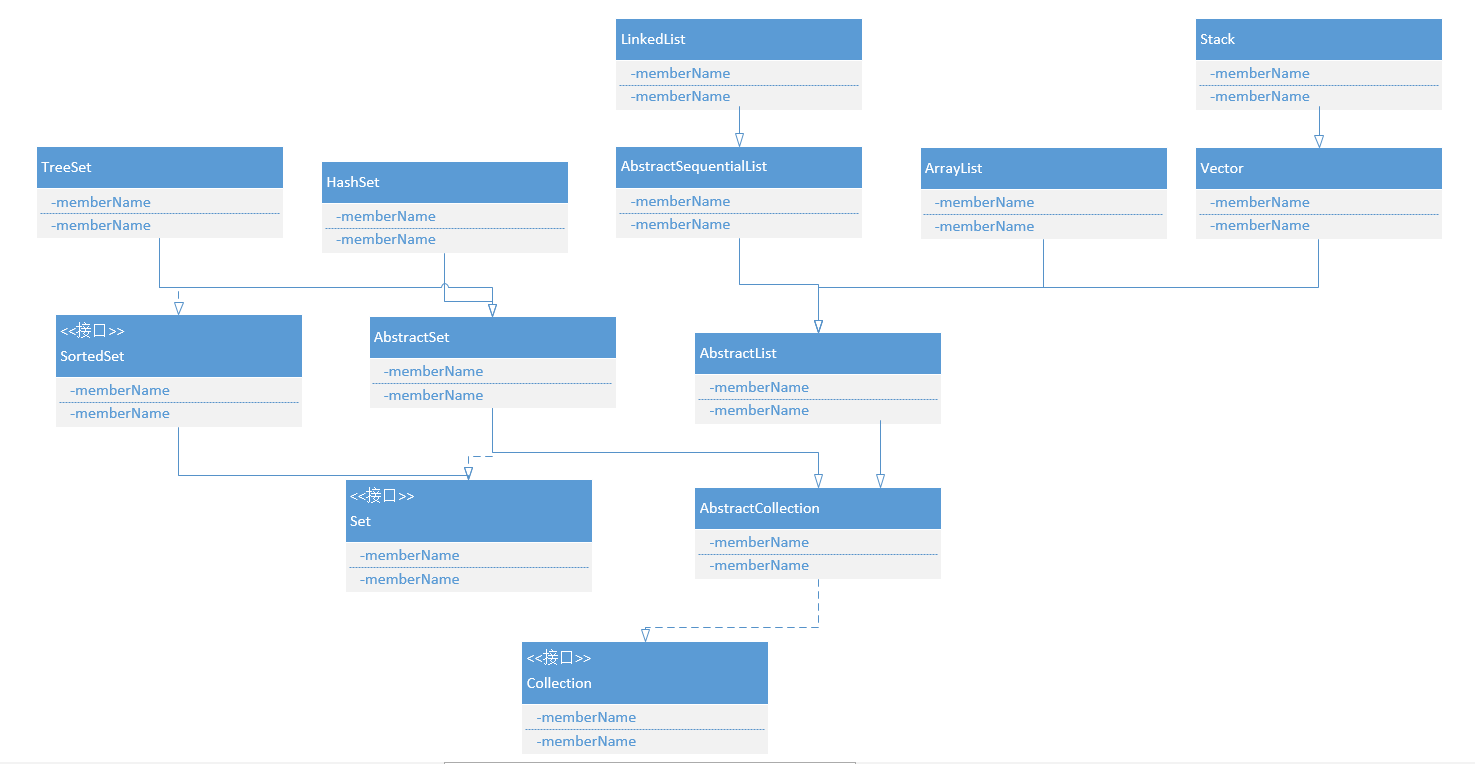 LinkedList
-memberName
-memberName
Stack
-memberName
-memberName
TreeSet
-memberName
-memberName
HashSet
-memberName
-memberName
AbstractSequentialList
-memberName
-memberName
ArrayList
-memberName
-memberName
Vector
-memberName
-memberName
<<接口>>
SortedSet
-memberName
-memberName
AbstractSet
-memberName
-memberName
AbstractList
-memberName
-memberName
<<接口>>
Set
-memberName
-memberName
AbstractCollection
-memberName
-memberName
<<接口>>
Collection
-memberName
-memberName